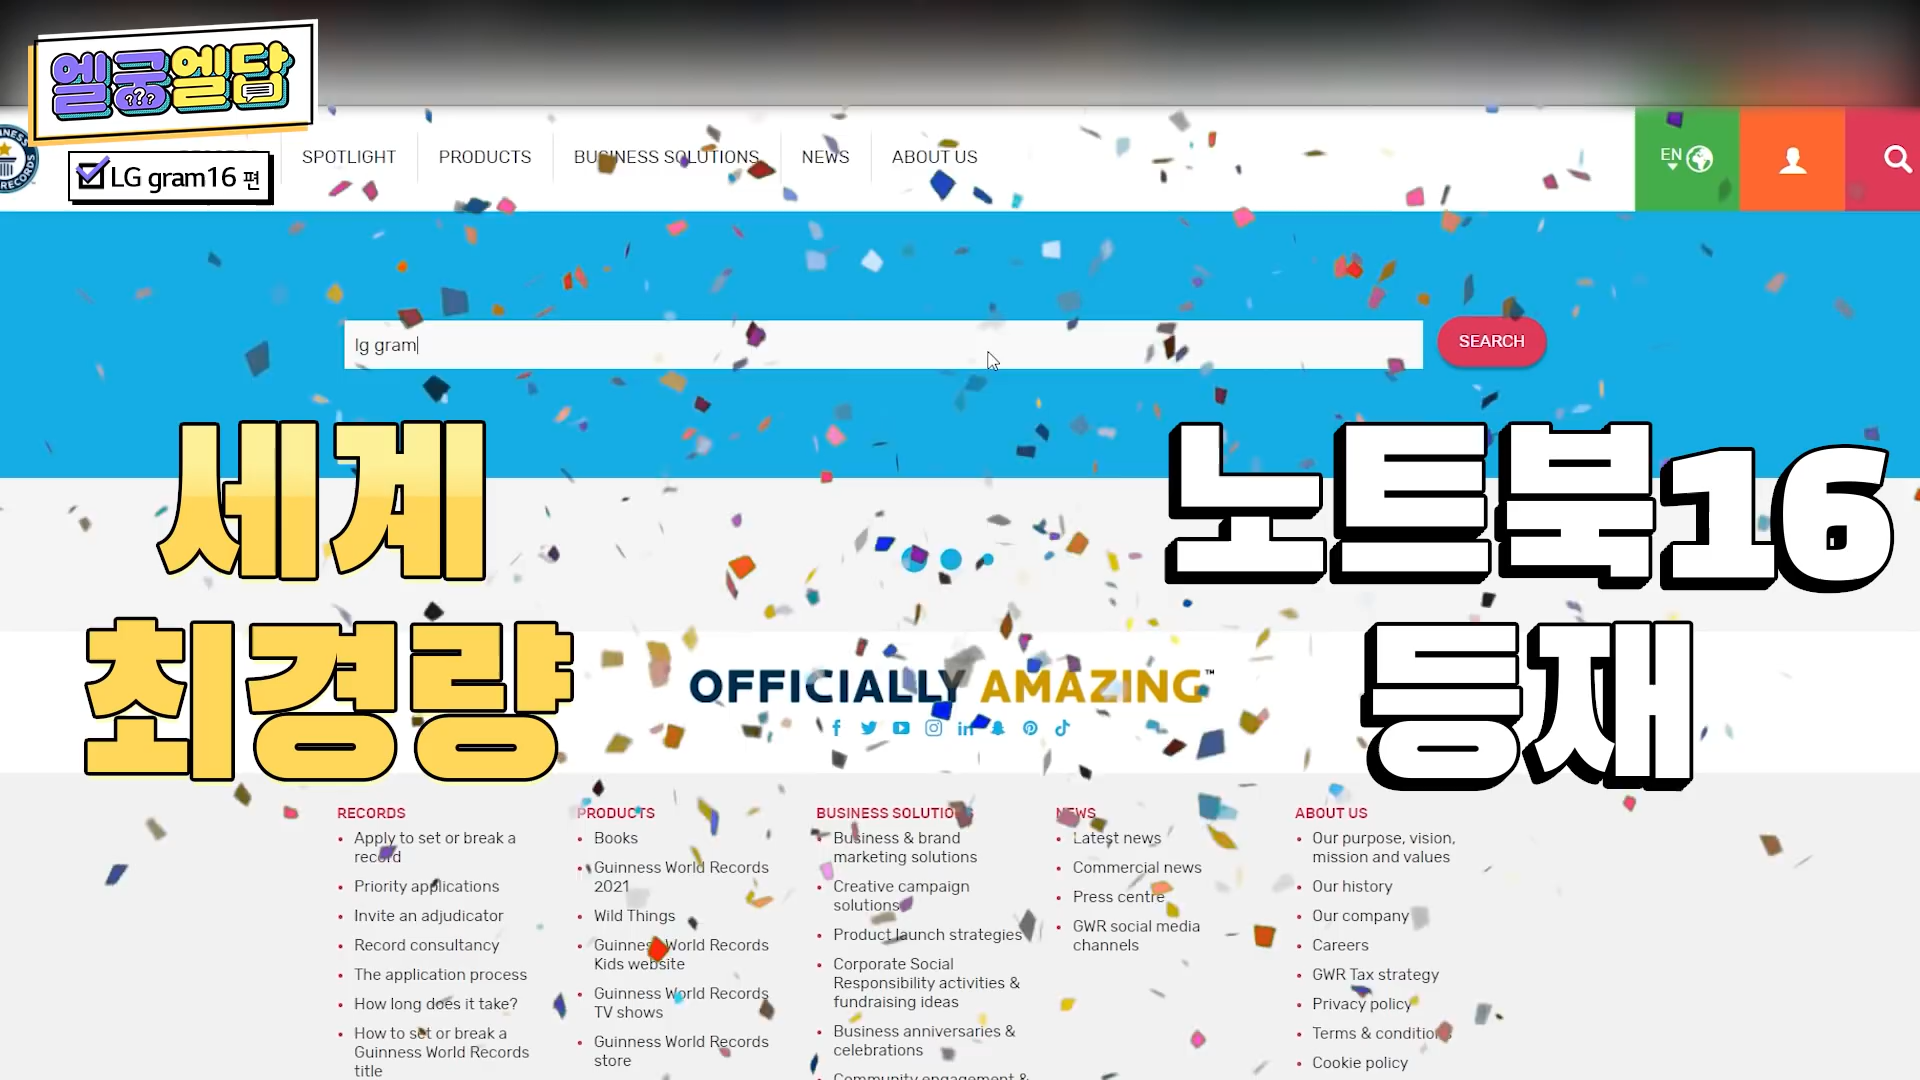 엘궁엘답
???
LG gram16 편
SPOTLIGHT
PRODUCTS
BUSINESS SOLUTIONS
NEWS
ABOUT US
EN
lg gram
SEARCH
세계
최경량
노트북16
등재
OFFICIALLY AMAZING™
RECORDS
Apply to set or break a
record
Priority applications
Invite an adjudicator
Record consultancy
The application process
How long does it take?
How to set or break a
Guinness World Records
title
PRODUCTS
Books
Guinness World Records
2021
Wild Things
Guinness World Records
Kids website
Guinness World Records
TV shows
Guinness World Records
store
BUSINESS SOLUTIONS
Business & brand
marketing solutions
Creative campaign
solutions
Product launch strategies
Corporate Social
Responsibility activities &
fundraising ideas
Business anniversaries &
celebrations
Community engagement &
NEWS
Latest news
Commercial news
Press centre
GWR social media
channels
ABOUT US
Our purpose, vision,
mission and values
Our history
Our company
Careers
GWR Tax strategy
Privacy policy
Terms & conditions
Cookie policy